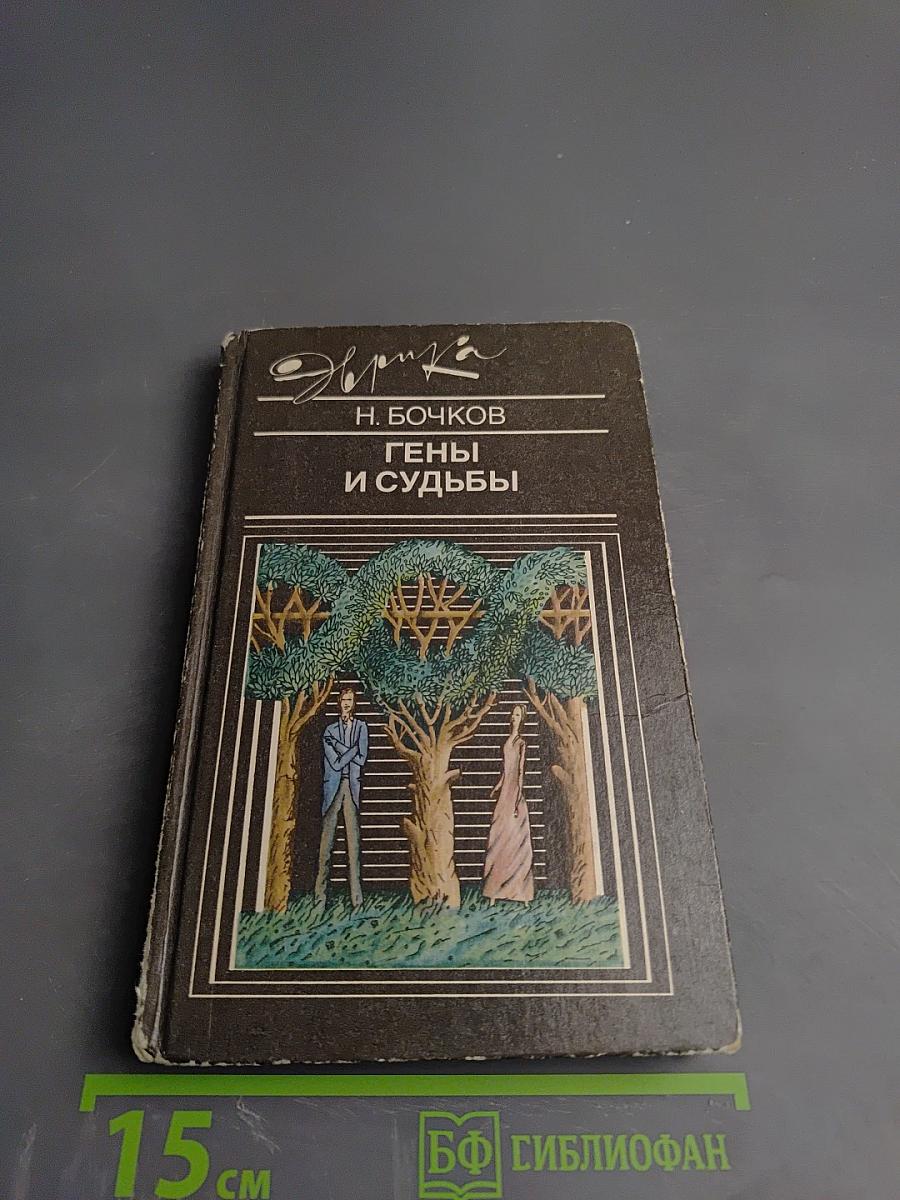 Эврика
Н. БОЧКОВ
ГЕНЫ
И СУДЬБЫ
15 см
БФ БИБЛИОФАН